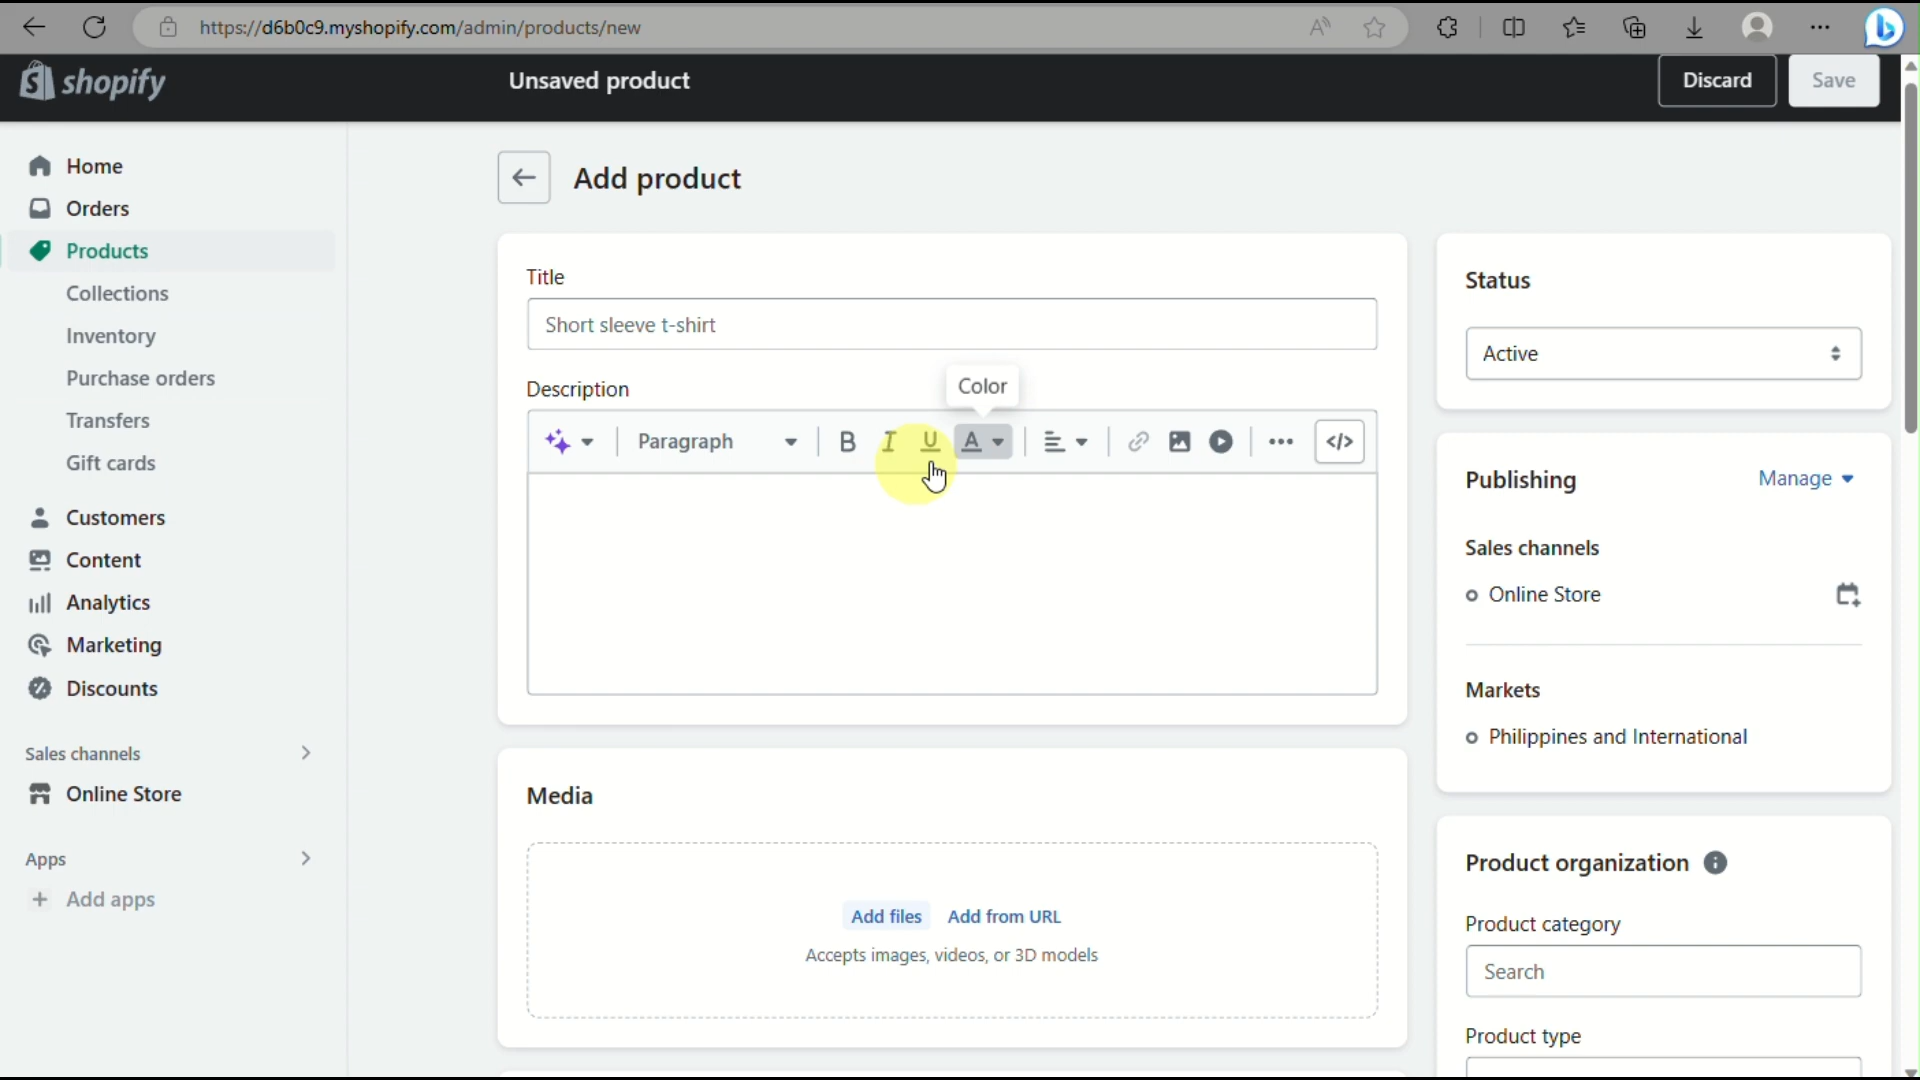 https://d6b0c9.myshopify.com/admin/products/new
shopify
Unsaved product
Discard
Save
Home
Orders
Products
Collections
Inventory
Purchase orders
Transfers
Gift cards
Customers
Content
Analytics
Marketing
Discounts
Sales channels
Online Store
Apps
Add apps
Add product
Title
Short sleeve t-shirt
Description
Color
Paragraph
B I U A
Media
Add files Add from URL
Accepts images, videos, or 3D models
Status
Active
Publishing
Manage
Sales channels
Online Store
Markets
Philippines and International
Product organization
Product category
Search
Product type